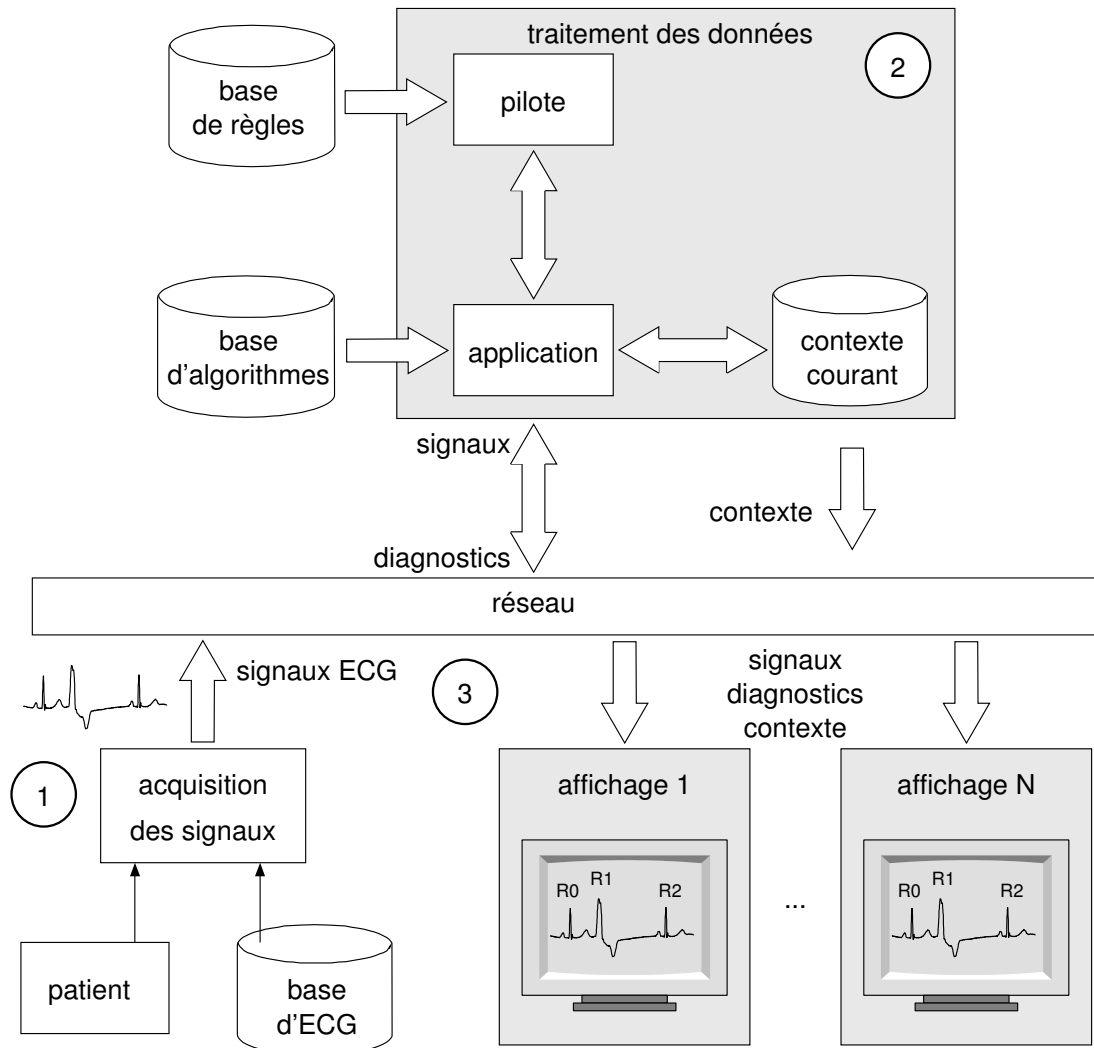 traitement des données
2
base
de règles
pilote
base
d'algorithmes
application
contexte
courant
signaux
contexte
diagnostics
réseau
signaux ECG
3
signaux
diagnostics
contexte
1
acquisition
des signaux
affichage 1
affichage N
R0
R1
R2
...
R0
R1
R2
patient
base
d'ECG